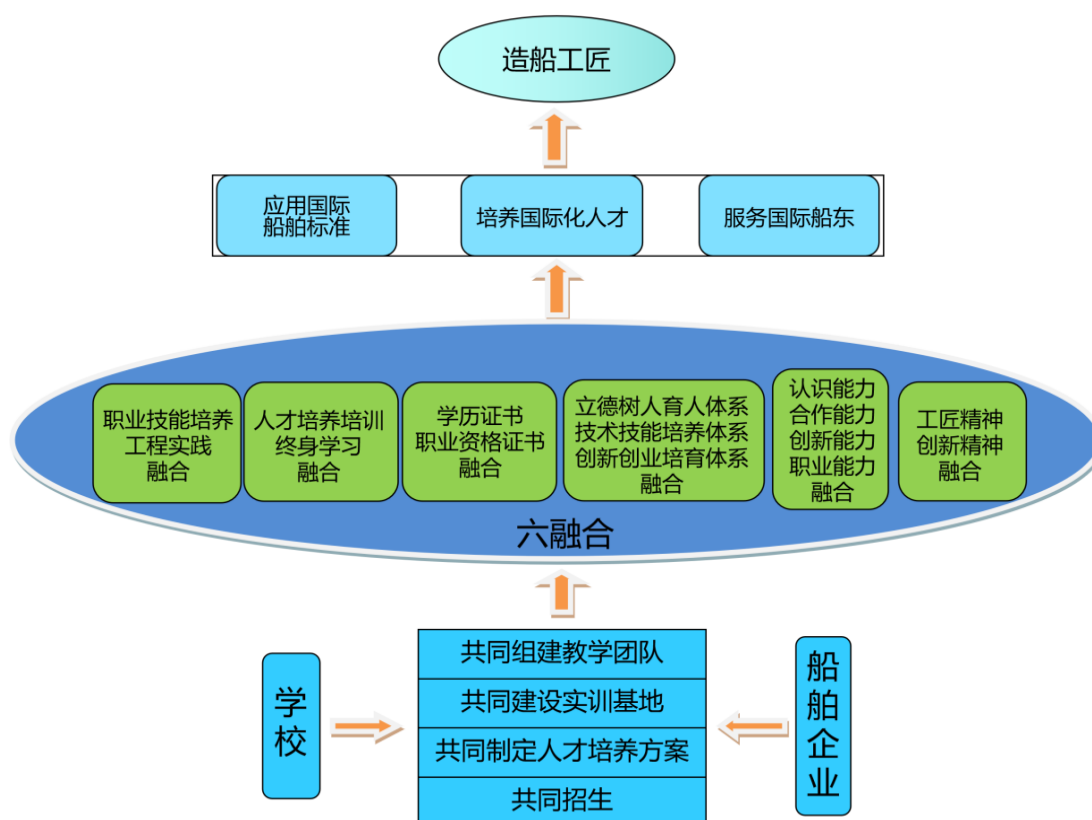 造船工匠
应用国际
船舶标准
培养国际化人才
服务国际船东
职业技能培养
工程实践
融合
人才培养培训
终身学习
融合
学历证书
职业资格证书
融合
立德树人育人体系
技术技能培养体系
创新创业培育体系
融合
认识能力
合作能力
创新能力
职业能力
融合
工匠精神
创新精神
融合
六融合
学校
共同组建教学团队
共同建设实训基地
共同制定人才培养方案
共同招生
船舶企业